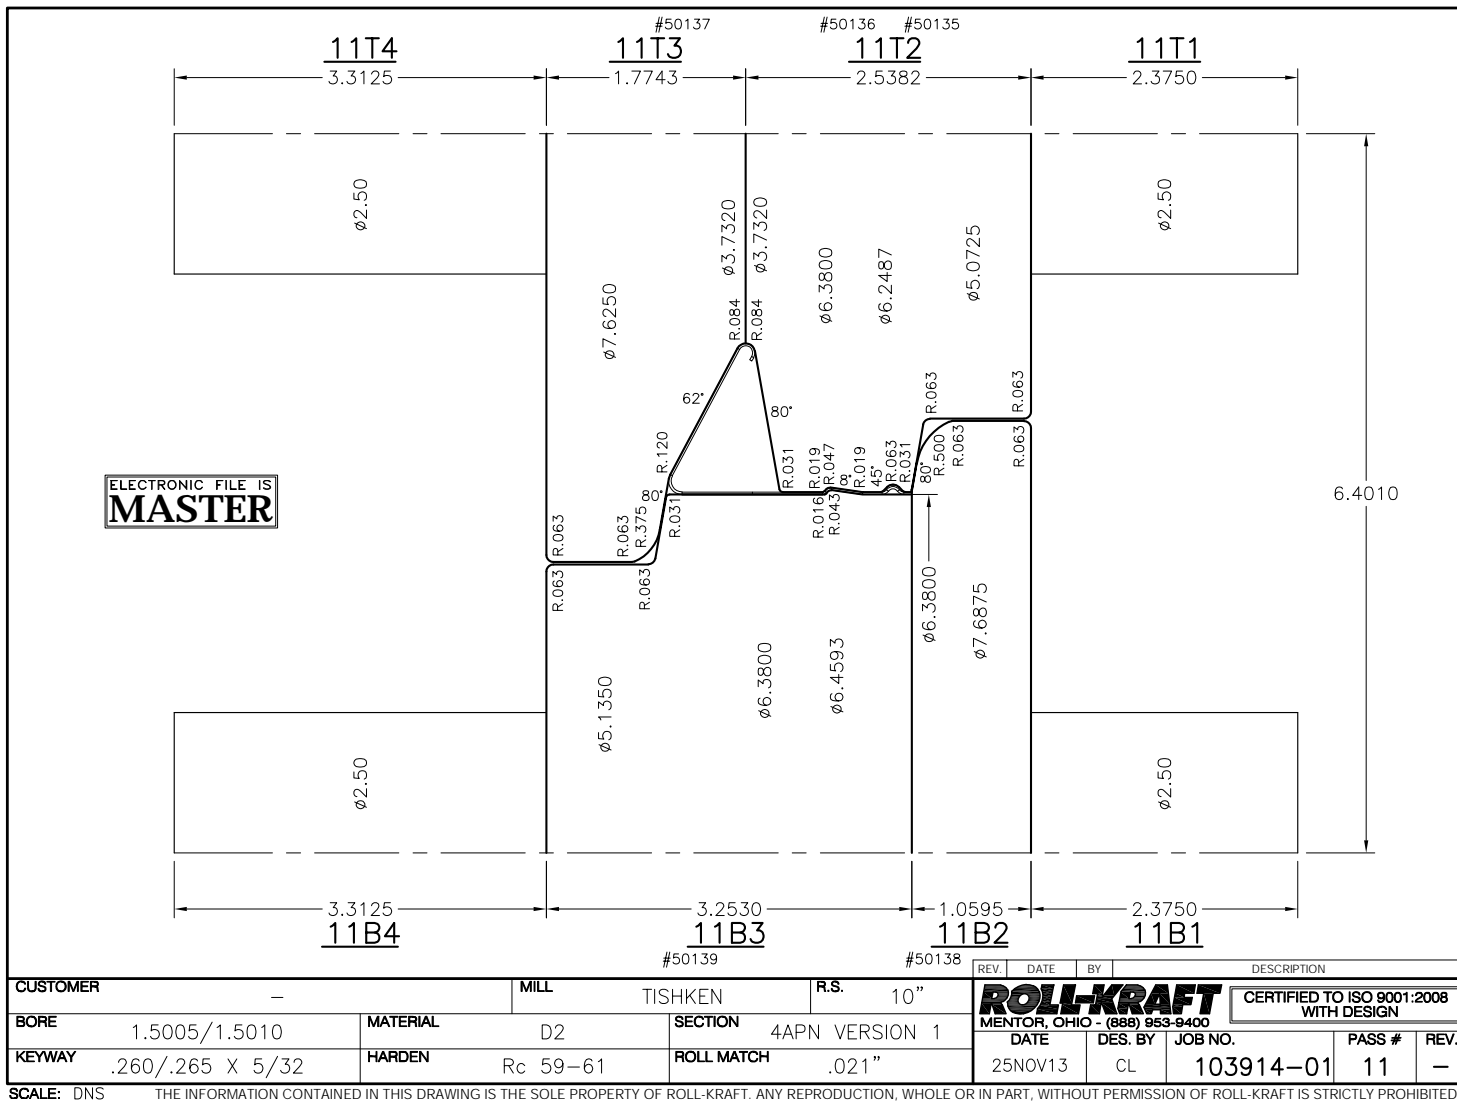 #50137 #50136 #50135
11T4 11T3 11T2 11T1
3.3125 1.7743 2.5382 2.3750
ø2.50
ø7.6250
ø3.7320
ø3.7320
ø6.3800
ø6.2487
ø5.0725
ø2.50
R.084
R.084
62°
80°
R.120
80°
R.031
R.019
R.047
8°
R.019
45°
R.063
R.031
80°
R.500
R.063
R.063
R.063
R.063
R.063
R.063
R.375
R.031
R.016
R.043
R.063
R.063
6.4010
ELECTRONIC FILE IS
MASTER
ø2.50
ø5.1350
ø6.3800
ø6.4593
ø6.3800
ø7.6875
ø2.50
3.3125 3.2530 1.0595 2.3750
11B4 11B3 11B2 11B1
#50139 #50138
REV. DATE BY DESCRIPTION
CUSTOMER – MILL TISHKEN R.S. 10"
BORE 1.5005/1.5010 MATERIAL D2 SECTION 4APN VERSION 1
KEYWAY .260/.265 X 5/32 HARDEN Rc 59–61 ROLL MATCH .021"
ROLL-KRAFT
MENTOR, OHIO - (888) 953-9400
CERTIFIED TO ISO 9001:2008
WITH DESIGN
DATE DES. BY JOB NO. PASS # REV.
25NOV13 CL 103914–01 11 –
SCALE: DNS THE INFORMATION CONTAINED IN THIS DRAWING IS THE SOLE PROPERTY OF ROLL-KRAFT. ANY REPRODUCTION, WHOLE OR IN PART, WITHOUT PERMISSION OF ROLL-KRAFT IS STRICTLY PROHIBITED